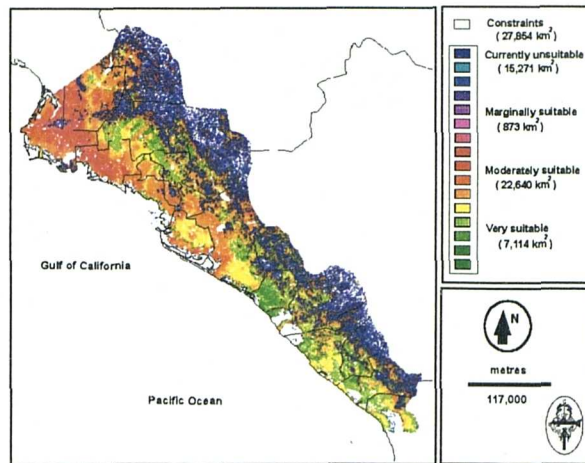 Constraints
( 27,854 km²)
Currently unsuitable
( 15,271 km²)
Marginally suitable
( 873 km²)
Moderately suitable
( 22,640 km²)
Very suitable
( 7,114 km²)
Gulf of California
Pacific Ocean
N
metres
117,000